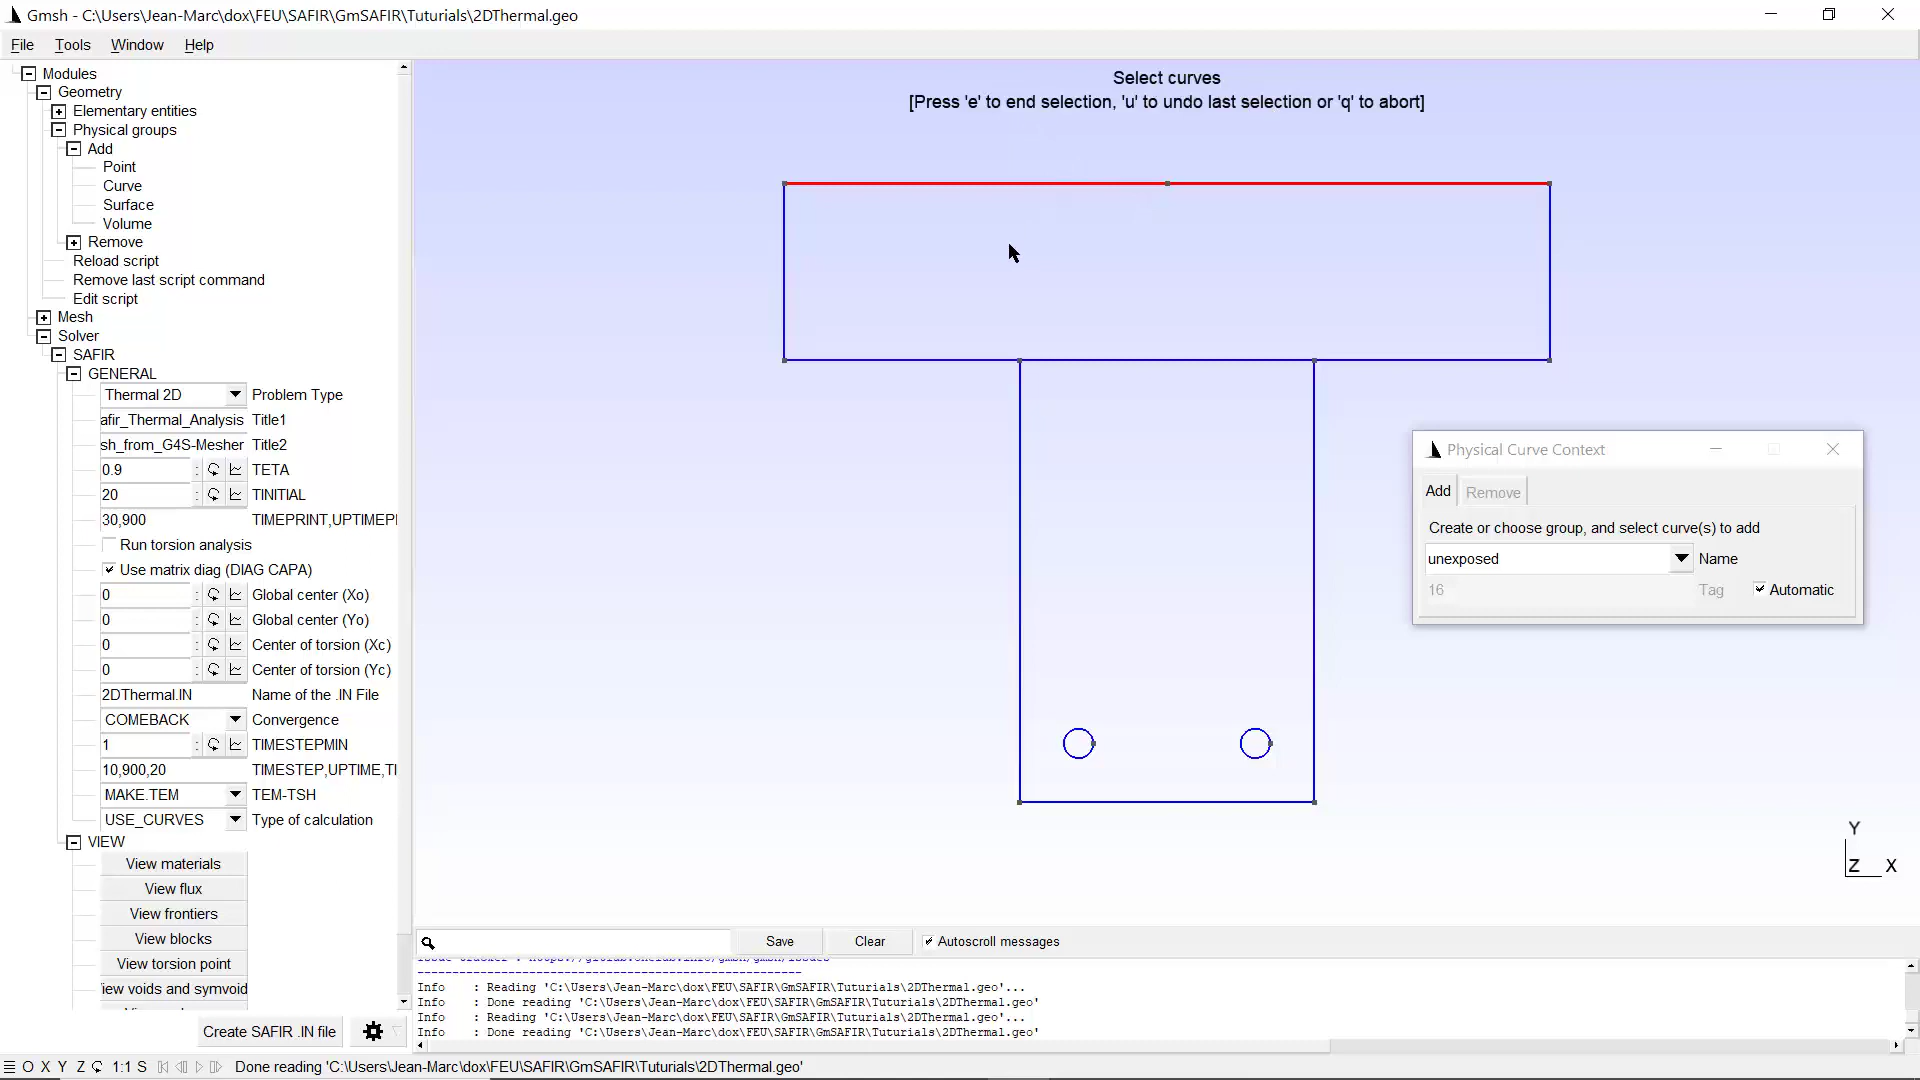 Gmsh - C:\Users\Jean-Marc\dox\FEU\SAFIR\GmSAFIR\Tuturials\2DThermal.geo
File Tools Window Help
Modules
Geometry
Elementary entities
Physical groups
Add
Point
Curve
Surface
Volume
Remove
Reload script
Remove last script command
Edit script
Mesh
Solver
SAFIR
GENERAL
Thermal 2D Problem Type
afir_Thermal_Analysis Title1
sh_from_G4S-Mesher Title2
0.9 : TETA
20 : TINITIAL
30,900 TIMEPRINT,UPTIMEPI
Run torsion analysis
Use matrix diag (DIAG CAPA)
0 : Global center (Xo)
0 : Global center (Yo)
0 : Center of torsion (Xc)
0 : Center of torsion (Yc)
2DThermal.IN Name of the .IN File
COMEBACK Convergence
1 : TIMESTEPMIN
10,900,20 TIMESTEP,UPTIME,TI
MAKE.TEM TEM-TSH
USE_CURVES Type of calculation
VIEW
View materials
View flux
View frontiers
View blocks
View torsion point
iew voids and symvoid
Create SAFIR .IN file
Select curves
[Press 'e' to end selection, 'u' to undo last selection or 'q' to abort]
Physical Curve Context
Add Remove
Create or choose group, and select curve(s) to add
unexposed Name
16 Tag Automatic
Y
Z X
Save Clear Autoscroll messages
Info : Reading 'C:\Users\Jean-Marc\dox\FEU\SAFIR\GmSAFIR\Tuturials\2DThermal.geo'...
Info : Done reading 'C:\Users\Jean-Marc\dox\FEU\SAFIR\GmSAFIR\Tuturials\2DThermal.geo'
Info : Reading 'C:\Users\Jean-Marc\dox\FEU\SAFIR\GmSAFIR\Tuturials\2DThermal.geo'...
Info : Done reading 'C:\Users\Jean-Marc\dox\FEU\SAFIR\GmSAFIR\Tuturials\2DThermal.geo'
O X Y Z 1:1 S Done reading 'C:\Users\Jean-Marc\dox\FEU\SAFIR\GmSAFIR\Tuturials\2DThermal.geo'